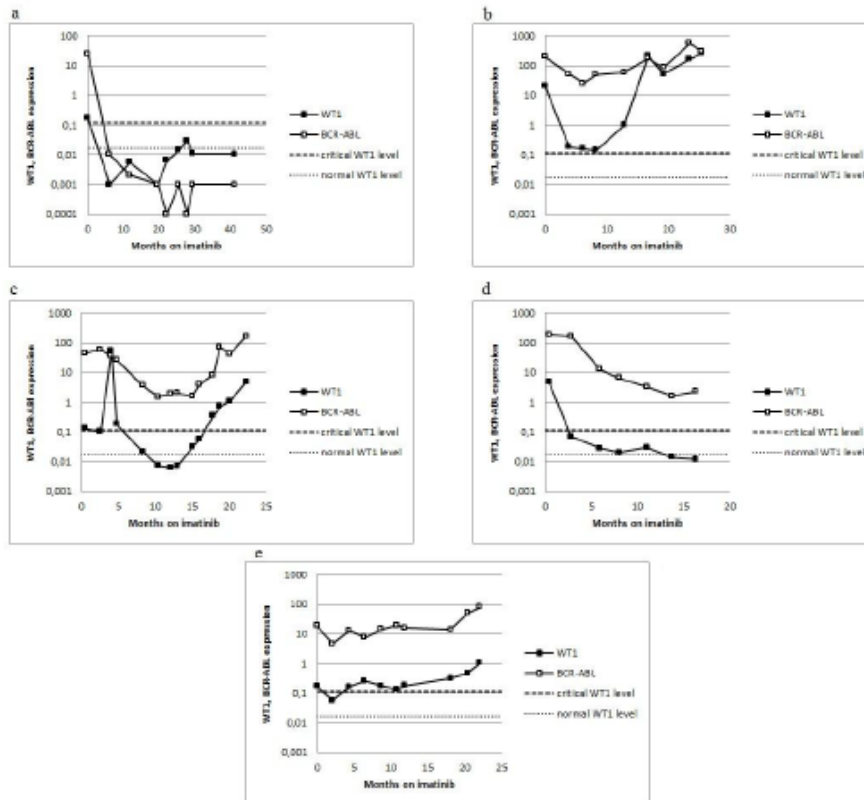 a
100
10
1
0,1
0,01
0,001
0,0001
WT1, BCR-ABL expression
0 10 20 30 40 50
Months on imatinib
WT1
BCR-ABL
critical WT1 level
normal WT1 level
b
1000
100
10
1
0,1
0,01
0,001
WT1, BCR-ABL expression
0 10 20 30
Months on imatinib
WT1
BCR-ABL
critical WT1 level
normal WT1 level
c
1000
100
10
1
0,1
0,01
0,001
WT1, BCR-ABL expression
0 5 10 15 20 25
Months on imatinib
WT1
BCR-ABL
critical WT1 level
normal WT1 level
d
1000
100
10
1
0,1
0,01
0,001
WT1, BCR-ABL expression
0 5 10 15 20
Months on imatinib
WT1
BCR-ABL
critical WT1 level
normal WT1 level
e
1000
100
10
1
0,1
0,01
0,001
WT1, BCR-ABL expression
0 5 10 15 20 25
Months on imatinib
WT1
BCR-ABL
critical WT1 level
normal WT1 level